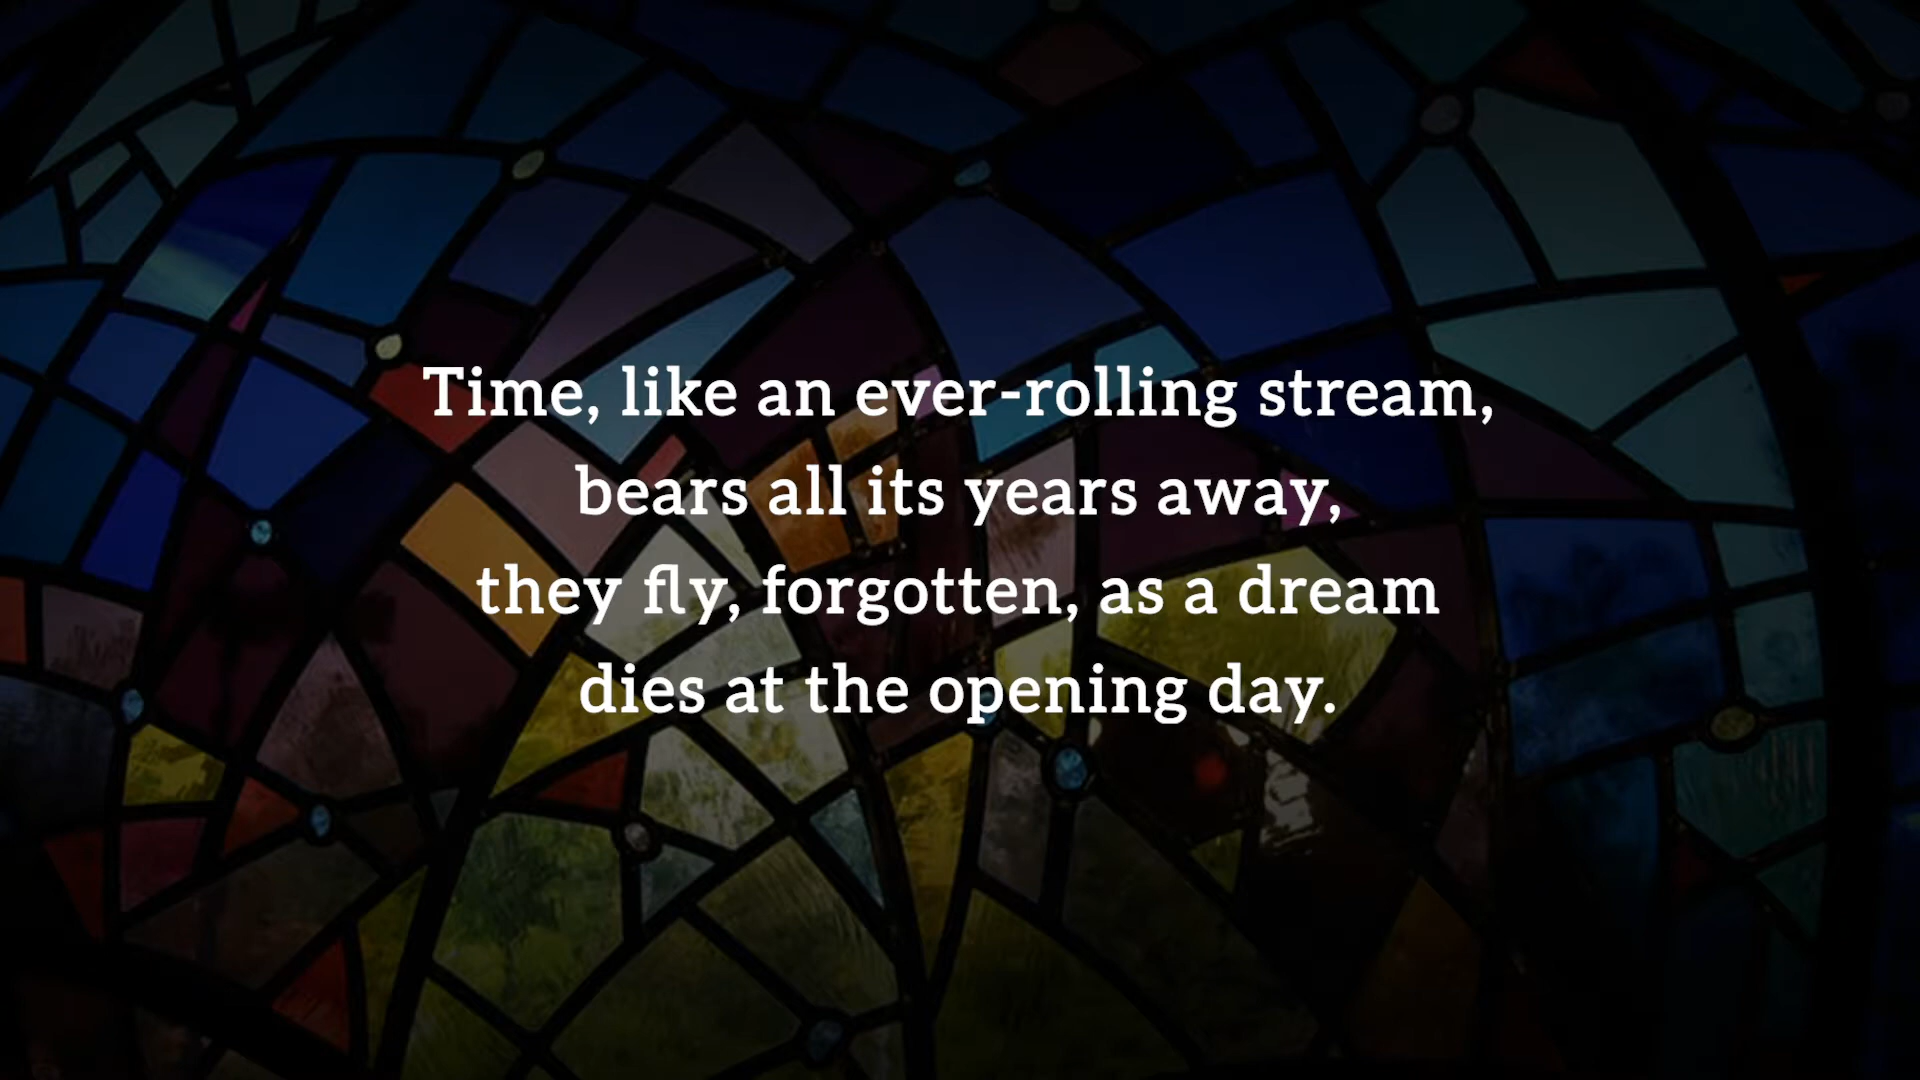 Time, like an ever-rolling stream,
bears all its years away,
they fly, forgotten, as a dream
dies at the opening day.